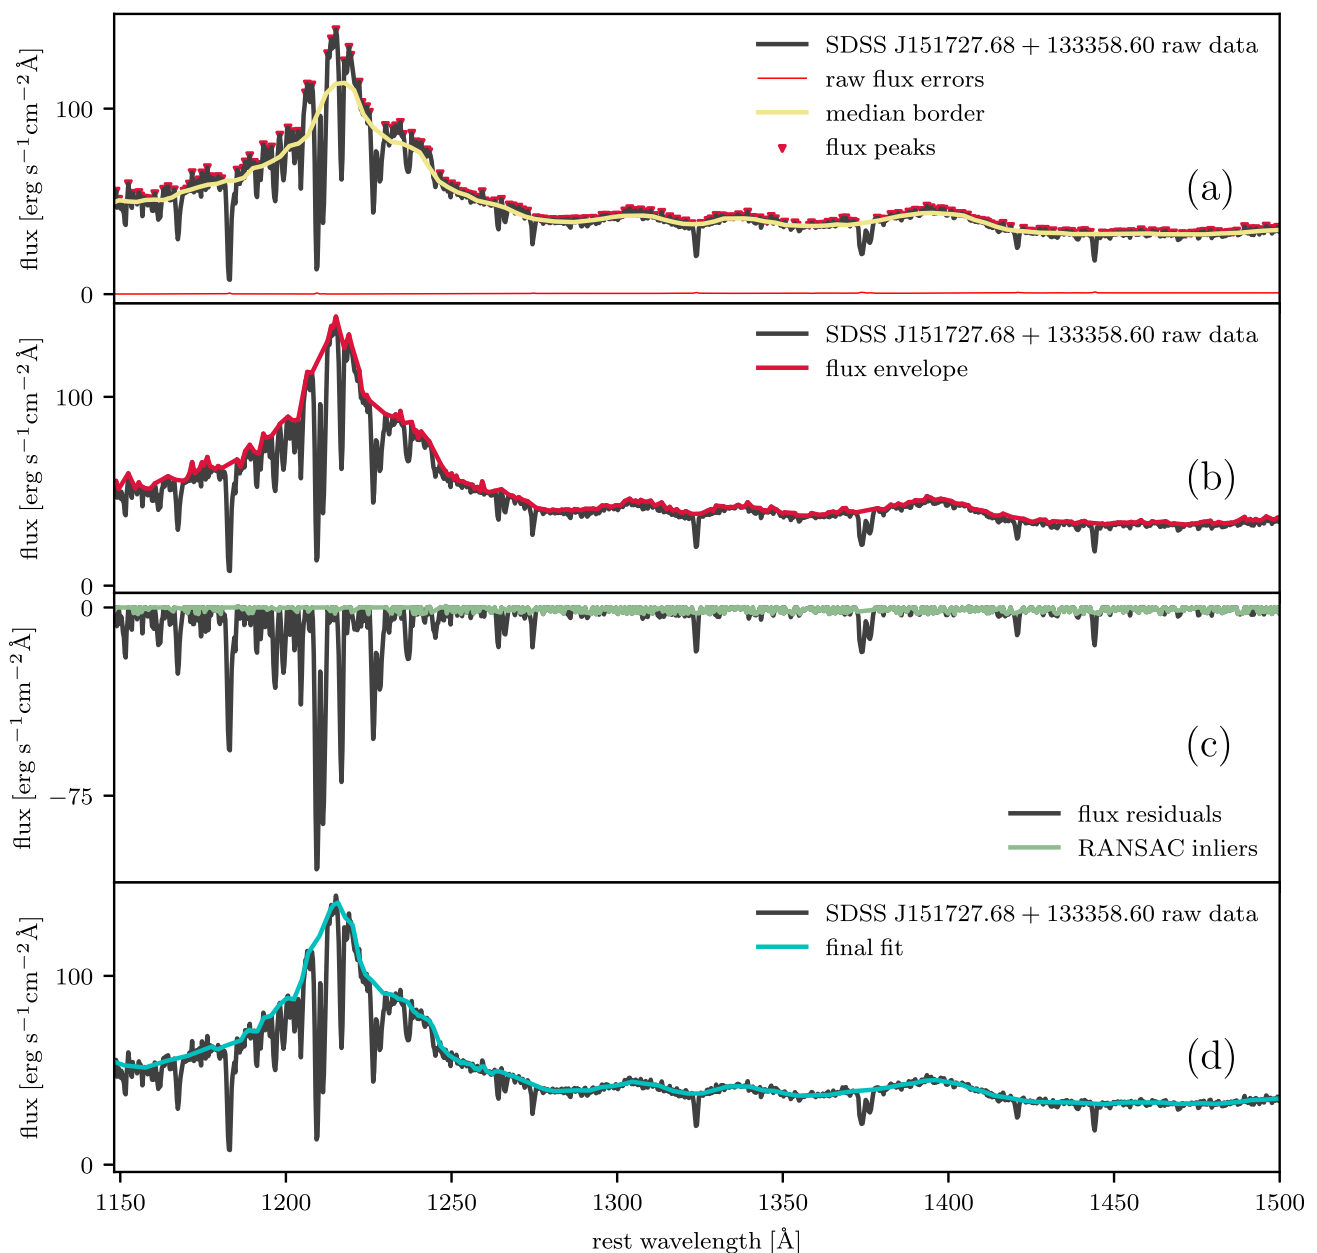 SDSS J151727.68 + 133358.60 raw data
raw flux errors
median border
flux peaks
(a)
100
0
flux [erg s⁻¹cm⁻²Å]
SDSS J151727.68 + 133358.60 raw data
flux envelope
(b)
100
0
flux [erg s⁻¹cm⁻²Å]
0
−75
flux [erg s⁻¹cm⁻²Å]
(c)
flux residuals
RANSAC inliers
SDSS J151727.68 + 133358.60 raw data
final fit
(d)
100
0
flux [erg s⁻¹cm⁻²Å]
1150 1200 1250 1300 1350 1400 1450 1500
rest wavelength [Å]